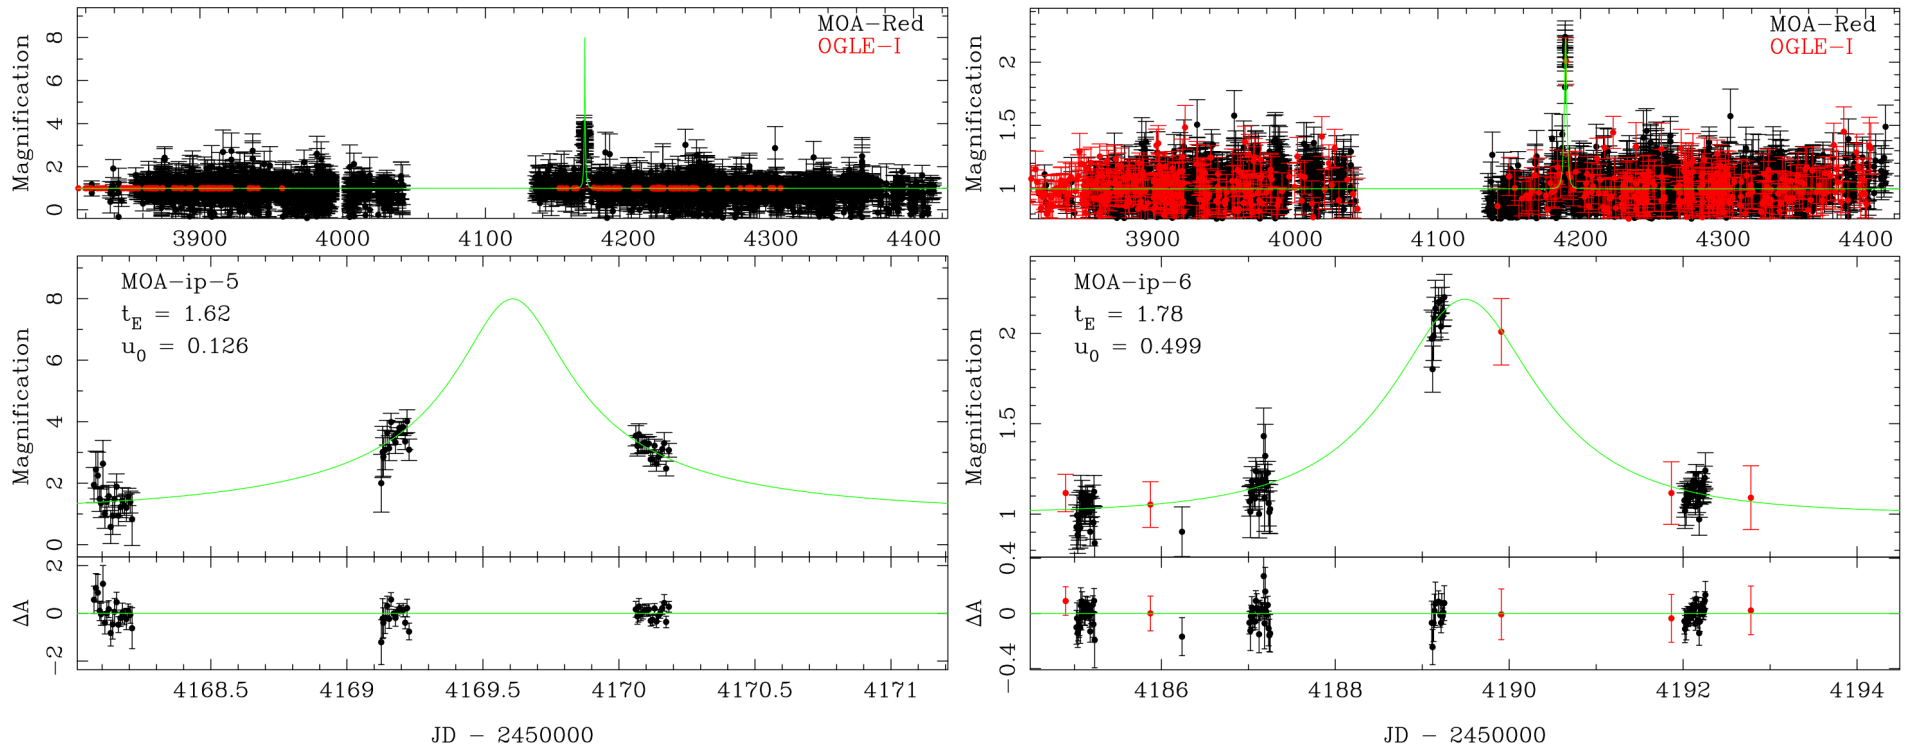 MOA-Red
OGLE-I
Magnification
8
6
4
2
0
3900 4000 4100 4200 4300 4400
MOA-ip-5
t_E = 1.62
u_0 = 0.126
Magnification
8
6
4
2
0
ΔA
2
0
-2
4168.5 4169 4169.5 4170 4170.5 4171
JD - 2450000
MOA-Red
OGLE-I
Magnification
2
1.5
1
3900 4000 4100 4200 4300 4400
MOA-ip-6
t_E = 1.78
u_0 = 0.499
Magnification
2
1.5
1
ΔA
0.4
0
-0.4
4186 4188 4190 4192 4194
JD - 2450000